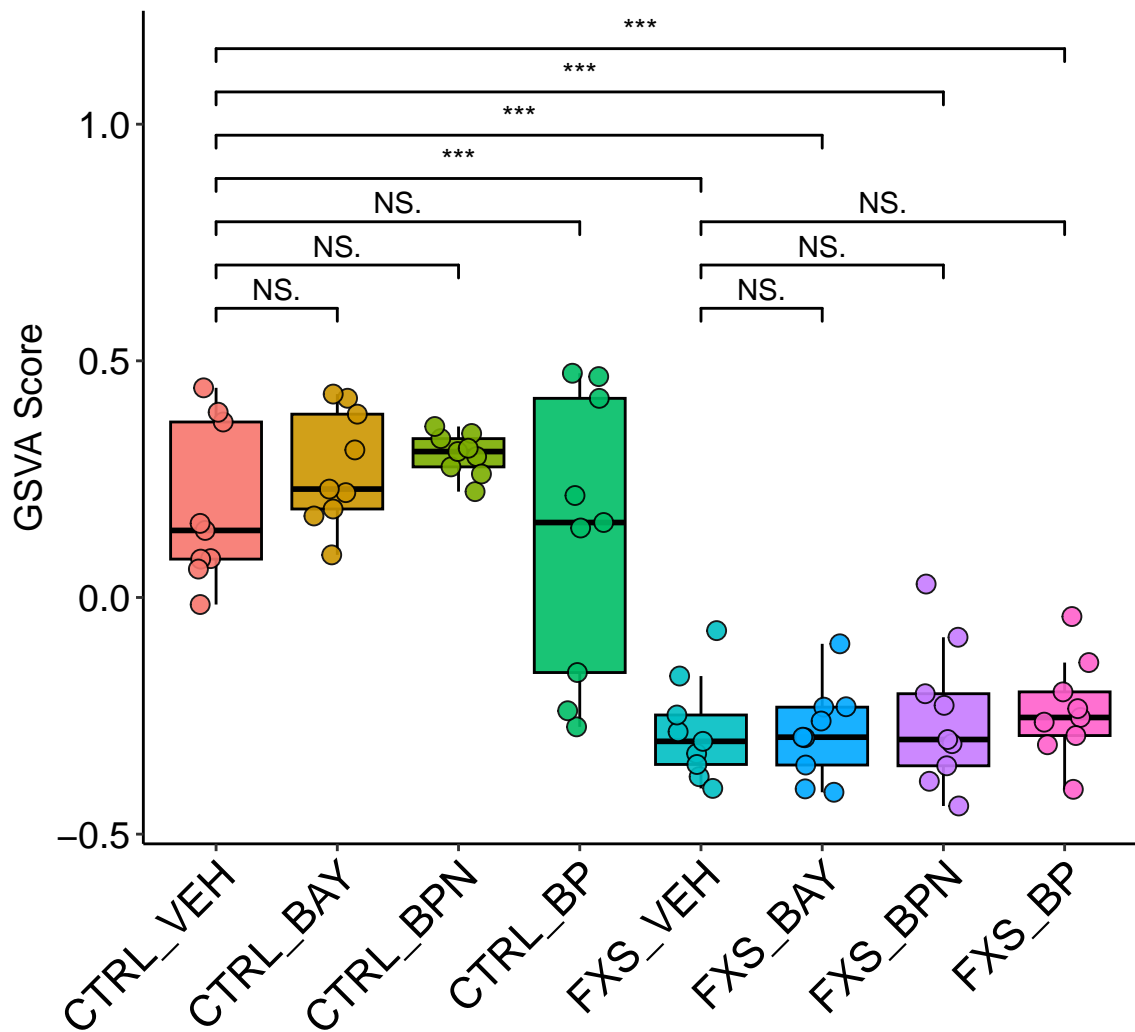 ***
***
***
***
NS.
NS.
NS.
NS.
NS.
NS.
1.0
0.5
0.0
−0.5
GSVA Score
CTRL_VEH
CTRL_BAY
CTRL_BPN
CTRL_BP
FXS_VEH
FXS_BAY
FXS_BPN
FXS_BP